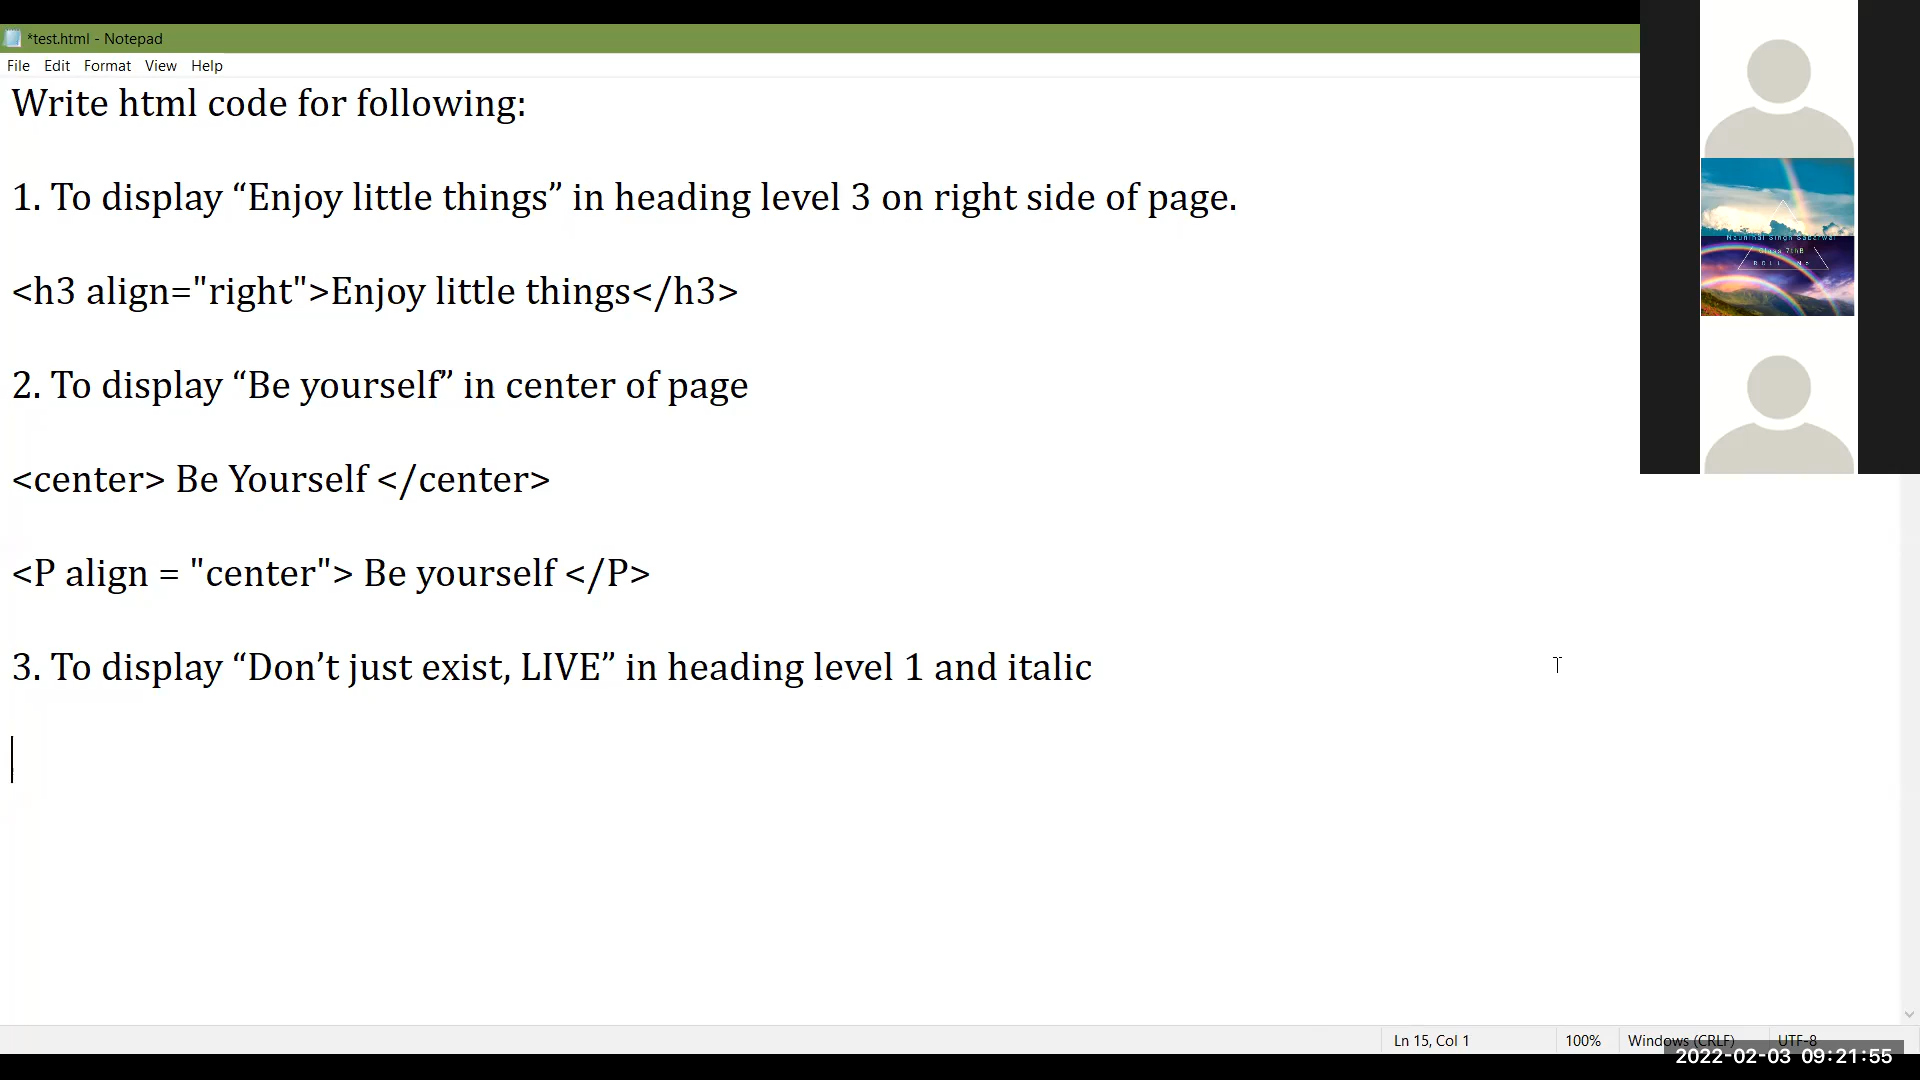 *test.html - Notepad
File Edit Format View Help
Write html code for following:
1. To display “Enjoy little things” in heading level 3 on right side of page.
<h3 align="right">Enjoy little things</h3>
2. To display “Be yourself” in center of page
<center> Be Yourself </center>
<P align = "center"> Be yourself </P>
3. To display “Don’t just exist, LIVE” in heading level 1 and italic
Class 7thB
Ln 15, Col 1 100% Windows (CRLF) UTF-8
2022-02-03 09:21:55